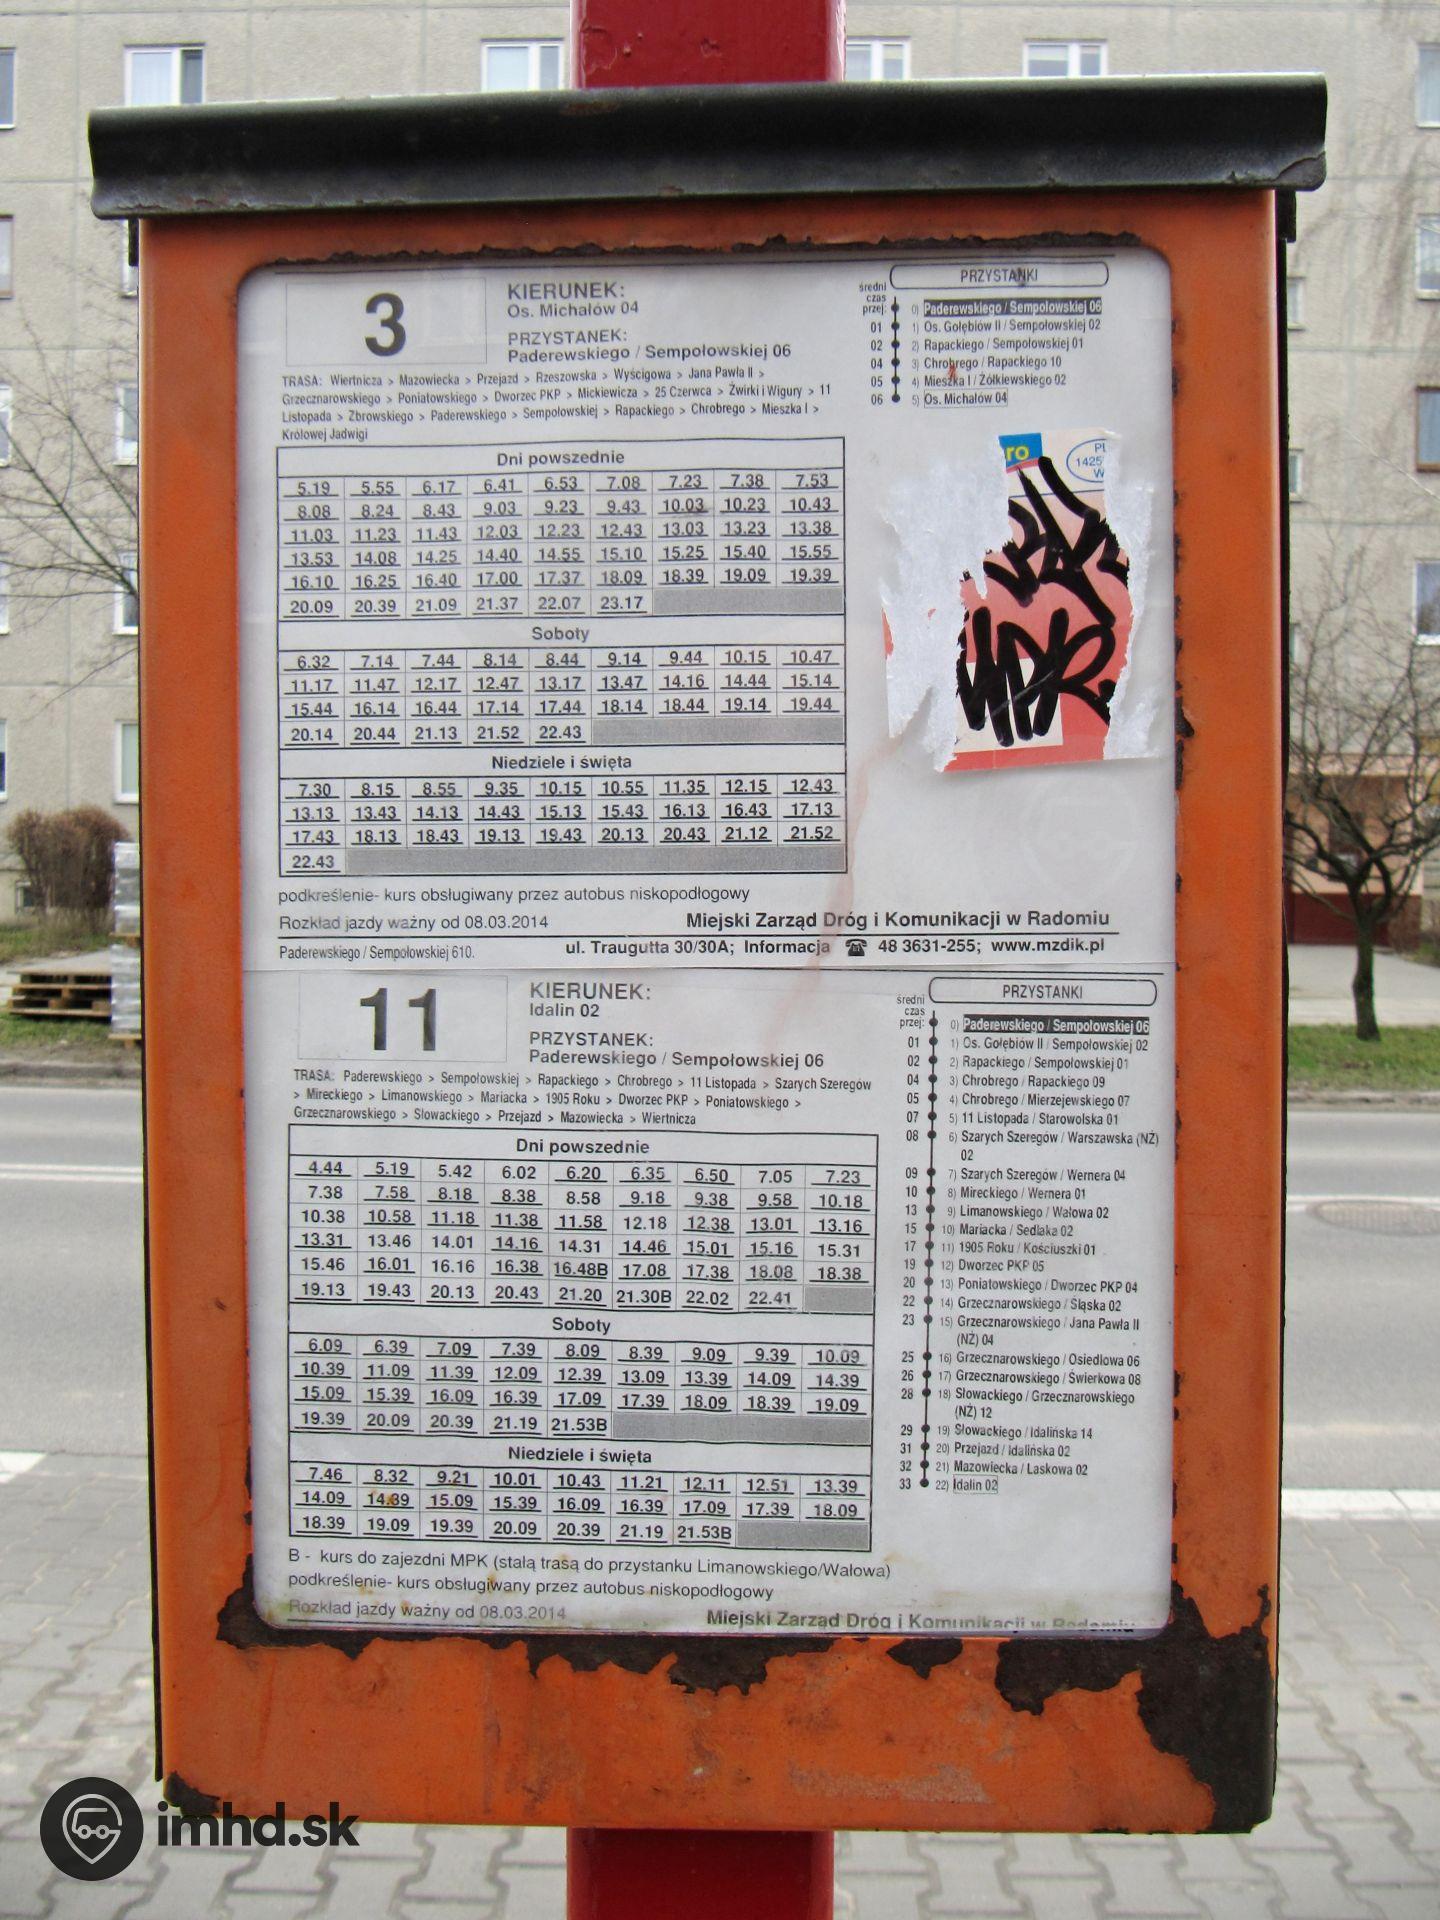 3
KIERUNEK:
Os. Michałów 04
PRZYSTANEK:
Paderewskiego / Sempołowskiej 06
TRASA: Wiertnicza > Mazowiecka > Przejazd > Rzeszowska > Wyścigowa > Jana Pawła II >
Grzecznarowskiego > Poniatowskiego > Dworzec PKP > Mickiewicza > 25 Czerwca > Żwirki i Wigury > 11
Listopada > Zbrowskiego > Paderewskiego > Sempołowskiej > Rapackiego > Chrobrego > Mieszka I >
Królowej Jadwigi
PRZYSTANKI
średni
czas
przej:
0) Paderewskiego / Sempołowskiej 06
01 1) Os. Gołębiów II / Sempołowskiej 02
02 2) Rapackiego / Sempołowskiej 01
04 3) Chrobrego / Rapackiego 10
05 4) Mieszka I / Żółkiewskiego 02
06 5) Os. Michałów 04
Dni powszednie
5.19 5.55 6.17 6.41 6.53 7.08 7.23 7.38 7.53
8.08 8.24 8.43 9.03 9.23 9.43 10.03 10.23 10.43
11.03 11.23 11.43 12.03 12.23 12.43 13.03 13.23 13.38
13.53 14.08 14.25 14.40 14.55 15.10 15.25 15.40 15.55
16.10 16.25 16.40 17.00 17.37 18.09 18.39 19.09 19.39
20.09 20.39 21.09 21.37 22.07 23.17
Soboty
6.32 7.14 7.44 8.14 8.44 9.14 9.44 10.15 10.47
11.17 11.47 12.17 12.47 13.17 13.47 14.16 14.44 15.14
15.44 16.14 16.44 17.14 17.44 18.14 18.44 19.14 19.44
20.14 20.44 21.13 21.52 22.43
Niedziele i święta
7.30 8.15 8.55 9.35 10.15 10.55 11.35 12.15 12.43
13.13 13.43 14.13 14.43 15.13 15.43 16.13 16.43 17.13
17.43 18.13 18.43 19.13 19.43 20.13 20.43 21.12 21.52
22.43
ro
PL
1425
W
podkreślenie- kurs obsługiwany przez autobus niskopodłogowy
Rozkład jazdy ważny od 08.03.2014 Miejski Zarząd Dróg i Komunikacji w Radomiu
Paderewskiego / Sempołowskiej 610. ul. Traugutta 30/30A; Informacja ☎ 48 3631-255; www.mzdik.pl
11
KIERUNEK:
Idalin 02
PRZYSTANEK:
Paderewskiego / Sempołowskiej 06
TRASA: Paderewskiego > Sempołowskiej > Rapackiego > Chrobrego > 11 Listopada > Szarych Szeregów
> Mireckiego > Limanowskiego > Mariacka > 1905 Roku > Dworzec PKP > Poniatowskiego >
Grzecznarowskiego > Słowackiego > Przejazd > Mazowiecka > Wiertnicza
PRZYSTANKI
średni
czas
przej:
0) Paderewskiego / Sempołowskiej 06
01 1) Os. Gołębiów II / Sempołowskiej 02
02 2) Rapackiego / Sempołowskiej 01
04 3) Chrobrego / Rapackiego 09
05 4) Chrobrego / Mierzejewskiego 07
07 5) 11 Listopada / Starowolska 01
08 6) Szarych Szeregów / Warszawska (NŻ)
02
09 7) Szarych Szeregów / Wernera 04
10 8) Mireckiego / Wernera 01
13 9) Limanowskiego / Wałowa 02
15 10) Mariacka / Sedlaka 02
17 11) 1905 Roku / Kościuszki 01
19 12) Dworzec PKP 05
20 13) Poniatowskiego / Dworzec PKP 04
22 14) Grzecznarowskiego / Śląska 02
23 15) Grzecznarowskiego / Jana Pawła II
(NŻ) 04
25 16) Grzecznarowskiego / Osiedlowa 06
26 17) Grzecznarowskiego / Świerkowa 08
28 18) Słowackiego / Grzecznarowskiego
(NŻ) 12
29 19) Słowackiego / Idalińska 14
31 20) Przejazd / Idalińska 02
32 21) Mazowiecka / Laskowa 02
33 22) Idalin 02
Dni powszednie
4.44 5.19 5.42 6.02 6.20 6.35 6.50 7.05 7.23
7.38 7.58 8.18 8.38 8.58 9.18 9.38 9.58 10.18
10.38 10.58 11.18 11.38 11.58 12.18 12.38 13.01 13.16
13.31 13.46 14.01 14.16 14.31 14.46 15.01 15.16 15.31
15.46 16.01 16.16 16.38 16.48B 17.08 17.38 18.08 18.38
19.13 19.43 20.13 20.43 21.20 21.30B 22.02 22.41
Soboty
6.09 6.39 7.09 7.39 8.09 8.39 9.09 9.39 10.09
10.39 11.09 11.39 12.09 12.39 13.09 13.39 14.09 14.39
15.09 15.39 16.09 16.39 17.09 17.39 18.09 18.39 19.09
19.39 20.09 20.39 21.19 21.53B
Niedziele i święta
7.46 8.32 9.21 10.01 10.43 11.21 12.11 12.51 13.39
14.09 14.39 15.09 15.39 16.09 16.39 17.09 17.39 18.09
18.39 19.09 19.39 20.09 20.39 21.19 21.53B
B - kurs do zajezdni MPK (stałą trasą do przystanku Limanowskiego/Wałowa)
podkreślenie- kurs obsługiwany przez autobus niskopodłogowy
Rozkład jazdy ważny od 08.03.2014 Miejski Zarząd Dróg i Komunikacji w Radomiu
imhd.sk